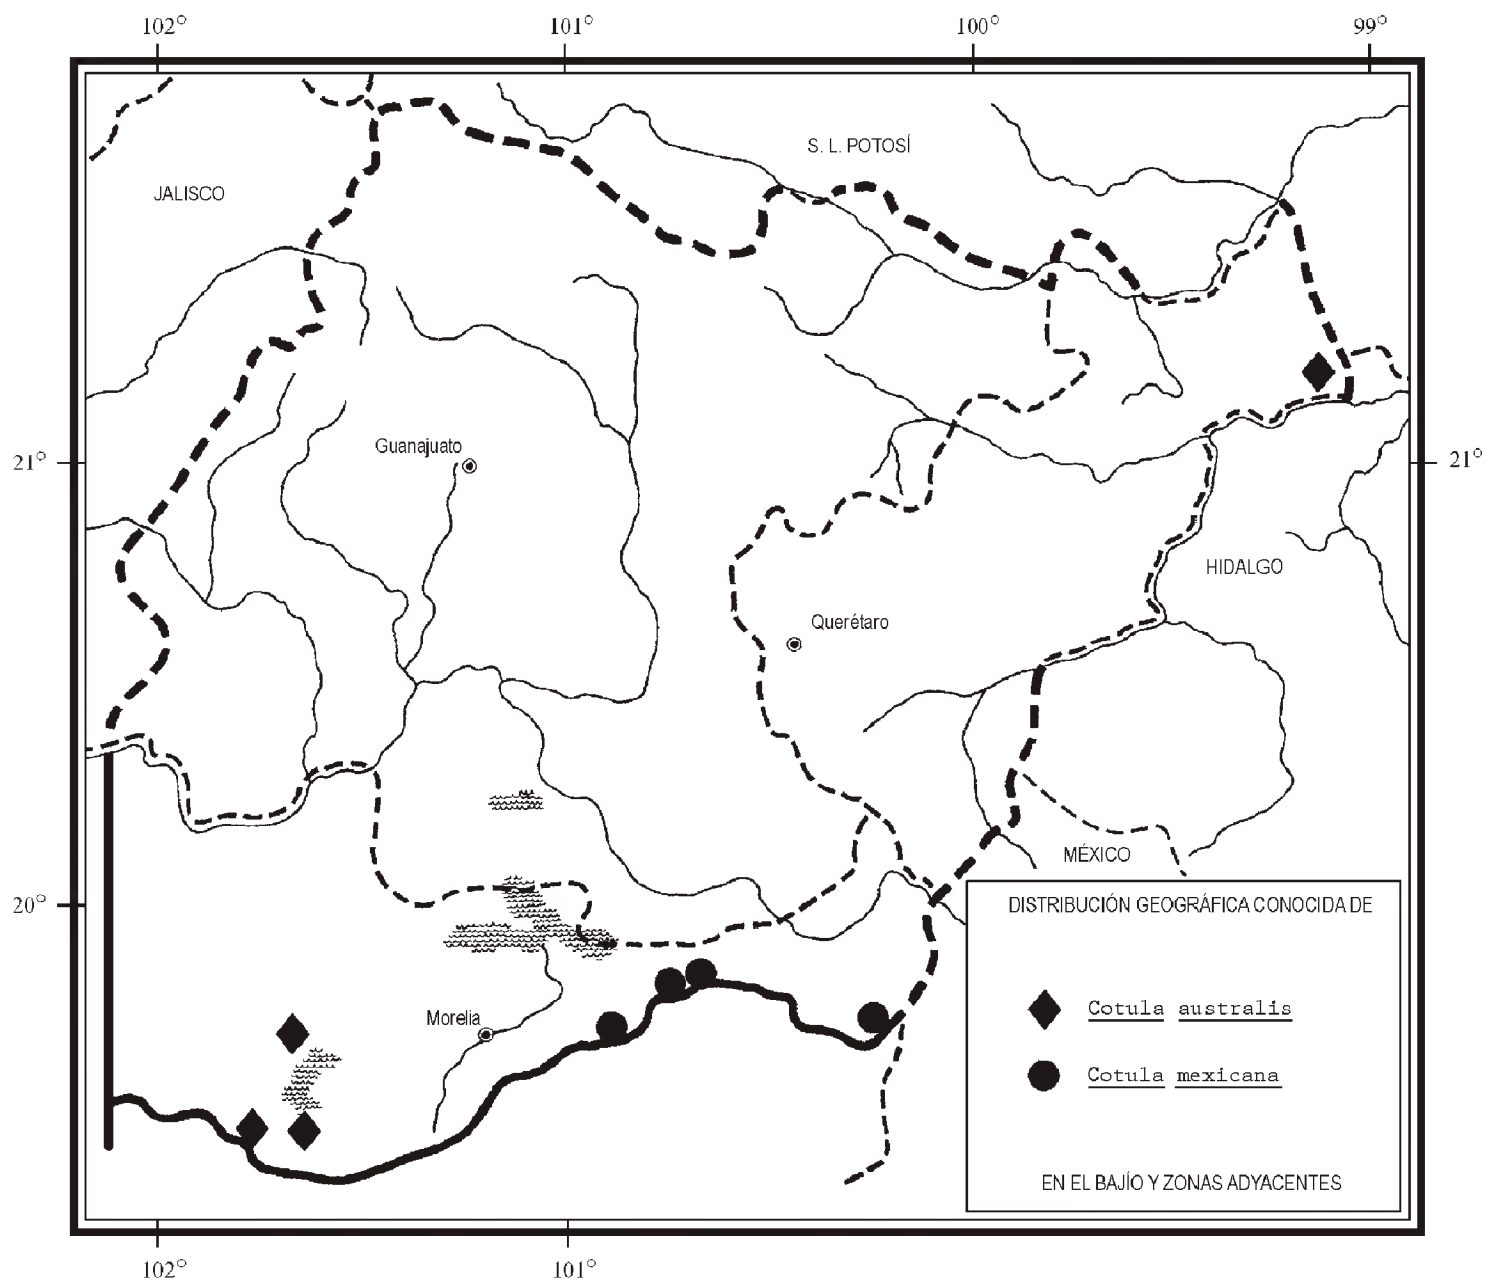 102° 101° 100° 99°
S. L. POTOSÍ
JALISCO
Guanajuato
21° 21°
HIDALGO
Querétaro
MÉXICO
20°
DISTRIBUCIÓN GEOGRÁFICA CONOCIDA DE
Cotula australis
Morelia
Cotula mexicana
EN EL BAJÍO Y ZONAS ADYACENTES
102° 101°